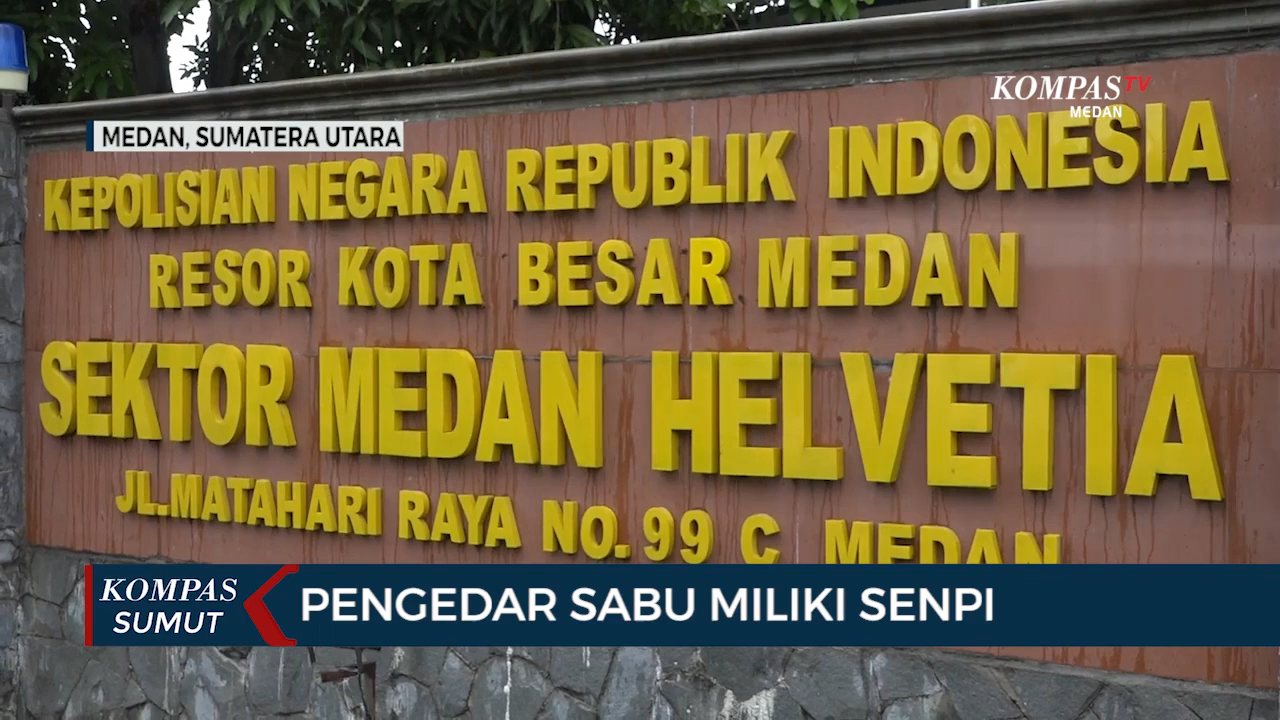 KOMPAS TV
MEDAN
MEDAN, SUMATERA UTARA
KEPOLISIAN NEGARA REPUBLIK INDONESIA
RESOR KOTA BESAR MEDAN
SEKTOR MEDAN HELVETIA
JL.MATAHARI RAYA NO.99 C MEDAN
KOMPAS
SUMUT
PENGEDAR SABU MILIKI SENPI